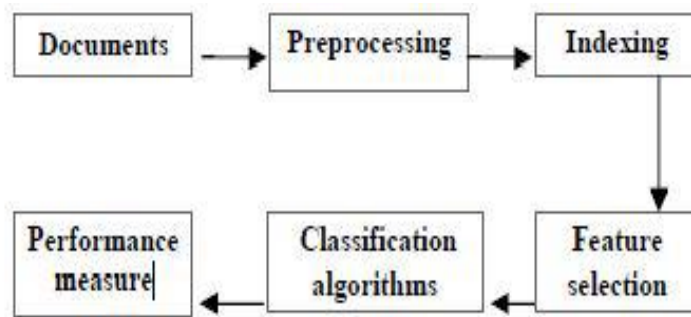 Documents
Preprocessing
Indexing
Feature
selection
Classification
algorithms
Performance
measure